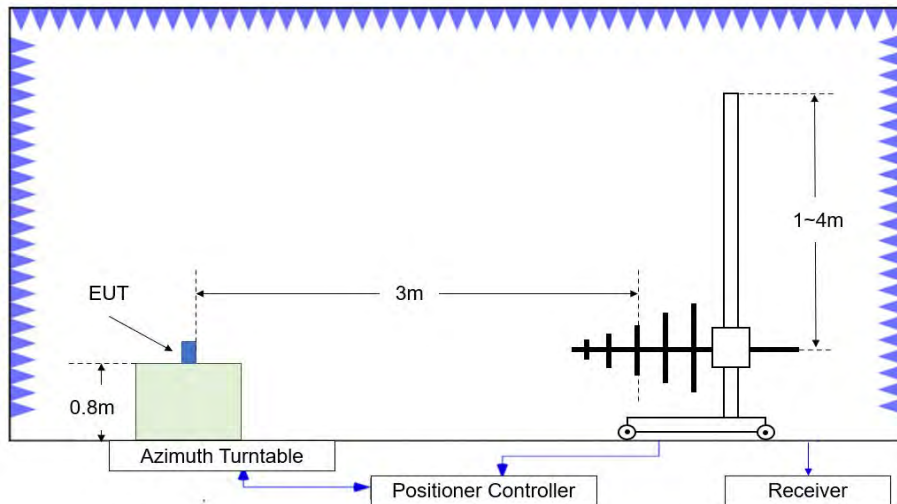 1~4m
3m
EUT
0.8m
Azimuth Turntable
Positioner Controller
Receiver